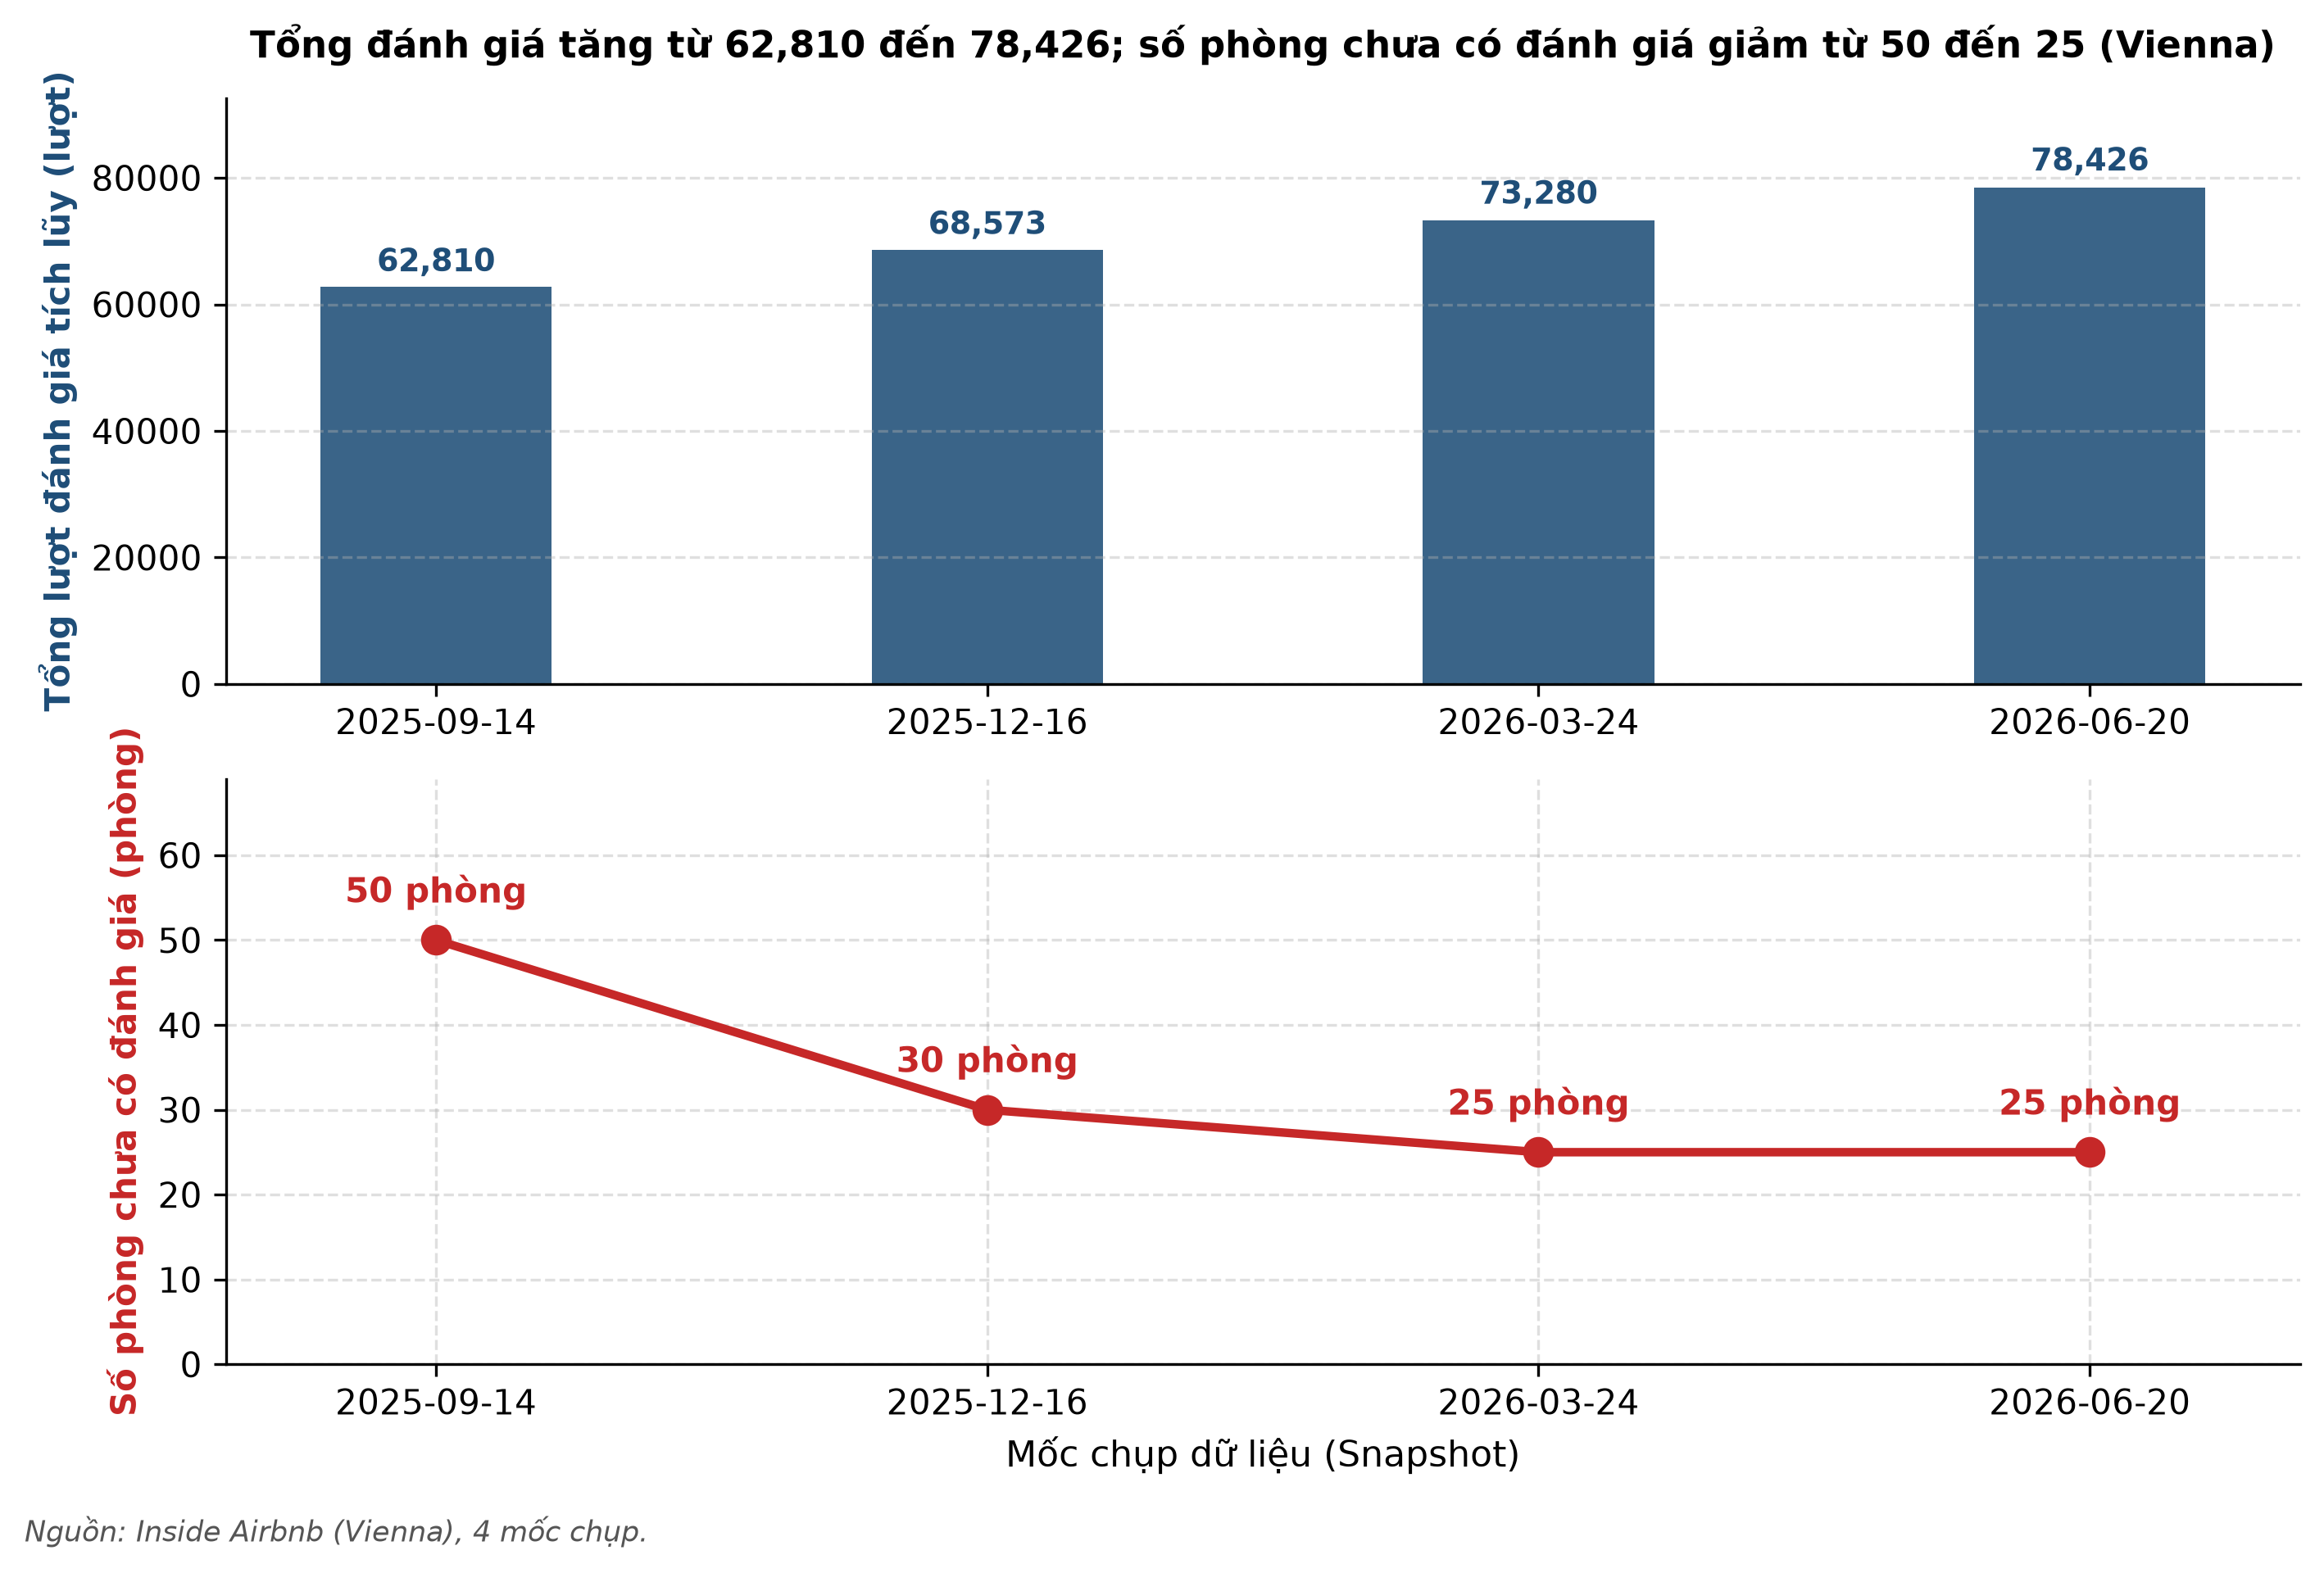 Tổng đánh giá tăng từ 62,810 đến 78,426; số phòng chưa có đánh giá giảm từ 50 đến 25 (Vienna)
Tổng lượt đánh giá tích lũy (lượt)
80000
60000
40000
20000
0
62,810
68,573
73,280
78,426
2025-09-14
2025-12-16
2026-03-24
2026-06-20
Số phòng chưa có đánh giá (phòng)
60
50
40
30
20
10
0
50 phòng
30 phòng
25 phòng
25 phòng
2025-09-14
2025-12-16
2026-03-24
2026-06-20
Mốc chụp dữ liệu (Snapshot)
Nguồn: Inside Airbnb (Vienna), 4 mốc chụp.